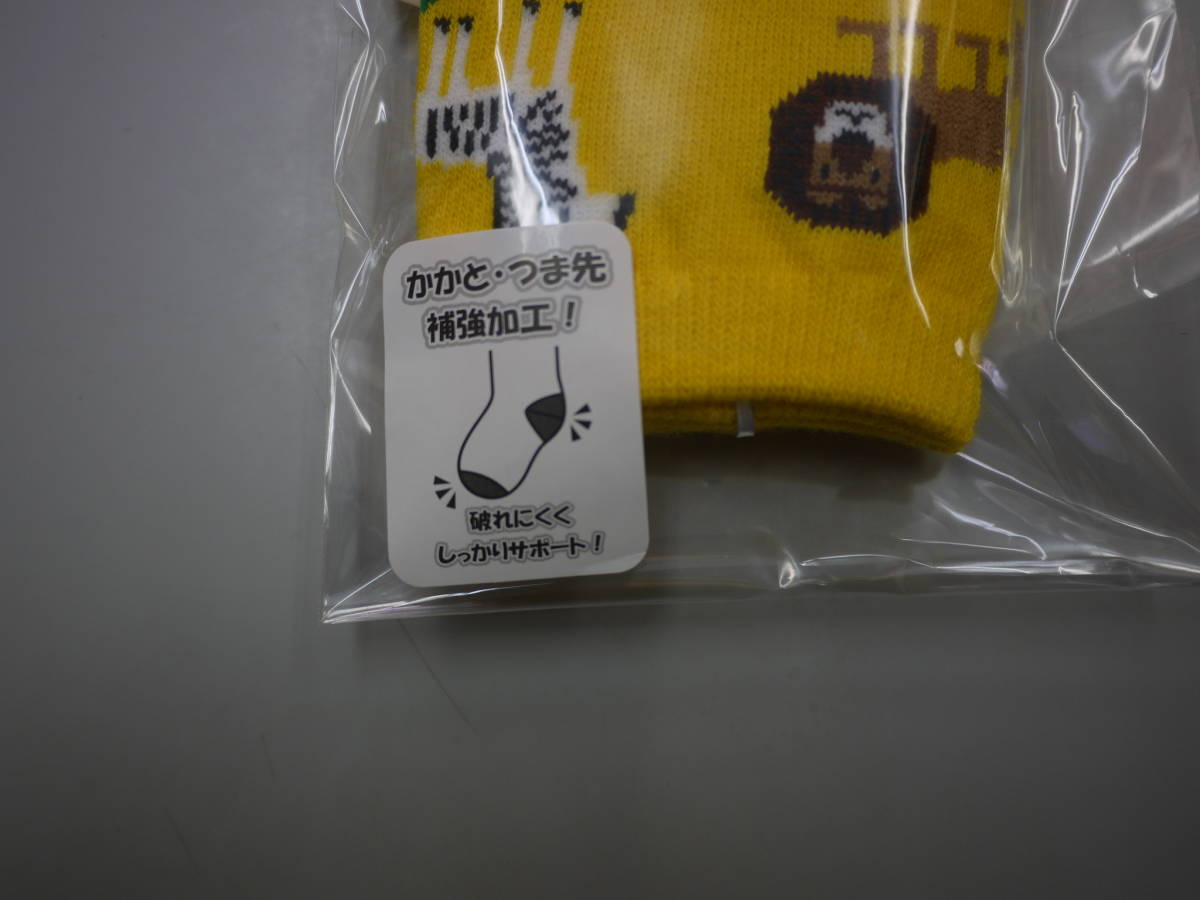 かかと・つま先
補強加工！
破れにくく
しっかりサポート！